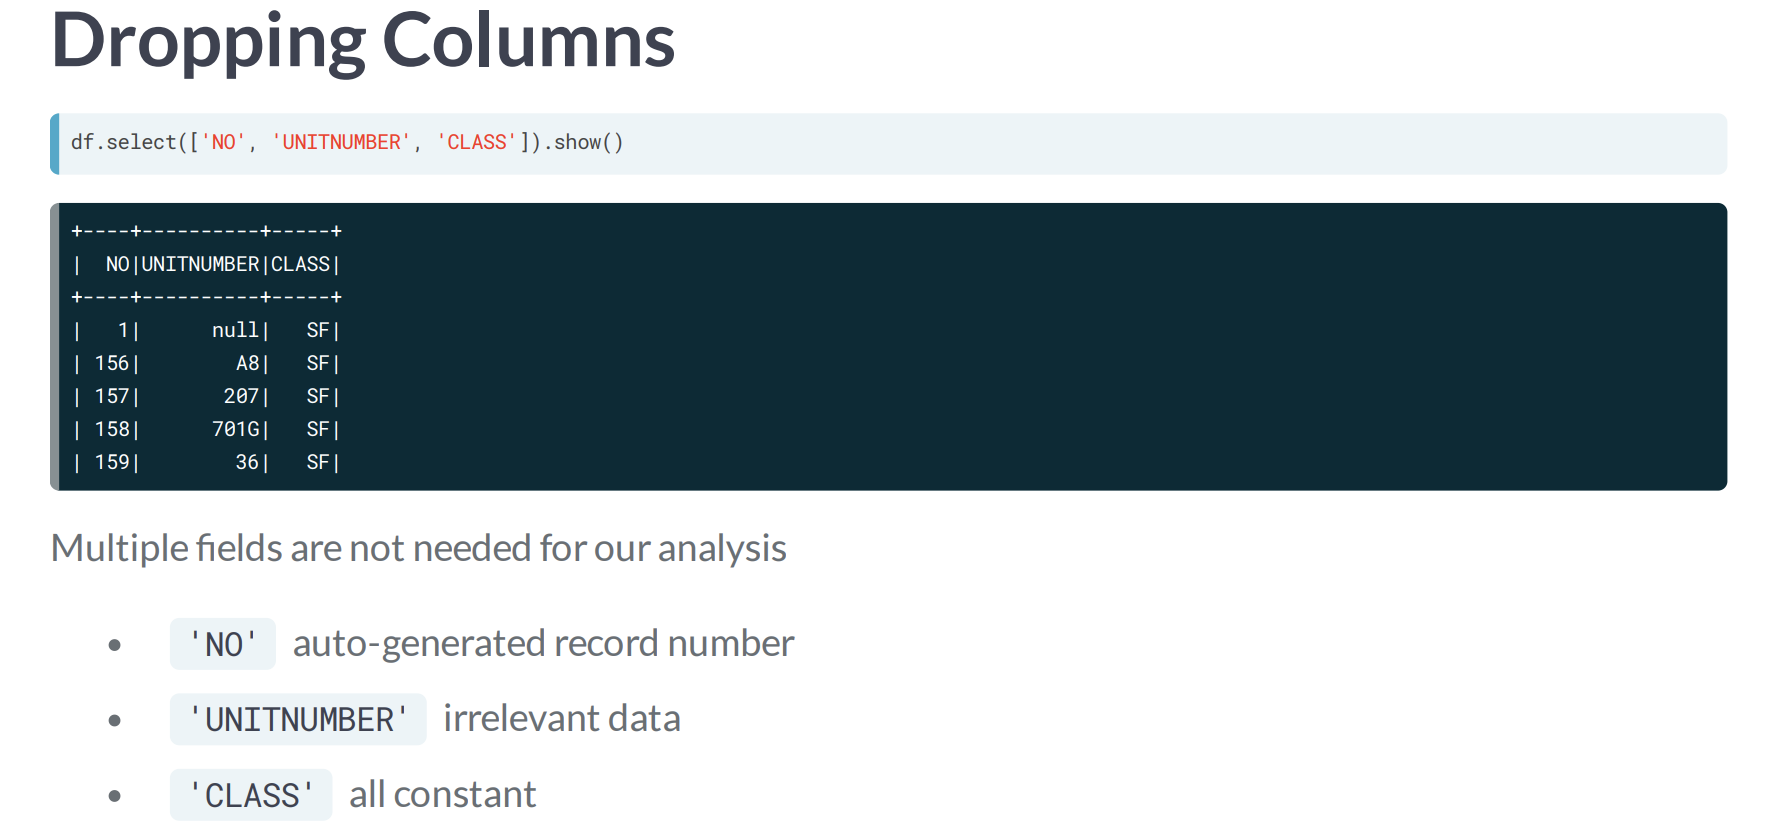 Dropping Columns
df.select(['NO', 'UNITNUMBER', 'CLASS']).show()
+----+----------+-----+
|  NO|UNITNUMBER|CLASS|
+----+----------+-----+
|   1|      null|   SF|
| 156|        A8|   SF|
| 157|       207|   SF|
| 158|      701G|   SF|
| 159|        36|   SF|
Multiple fields are not needed for our analysis
• 'NO' auto-generated record number
• 'UNITNUMBER' irrelevant data
• 'CLASS' all constant